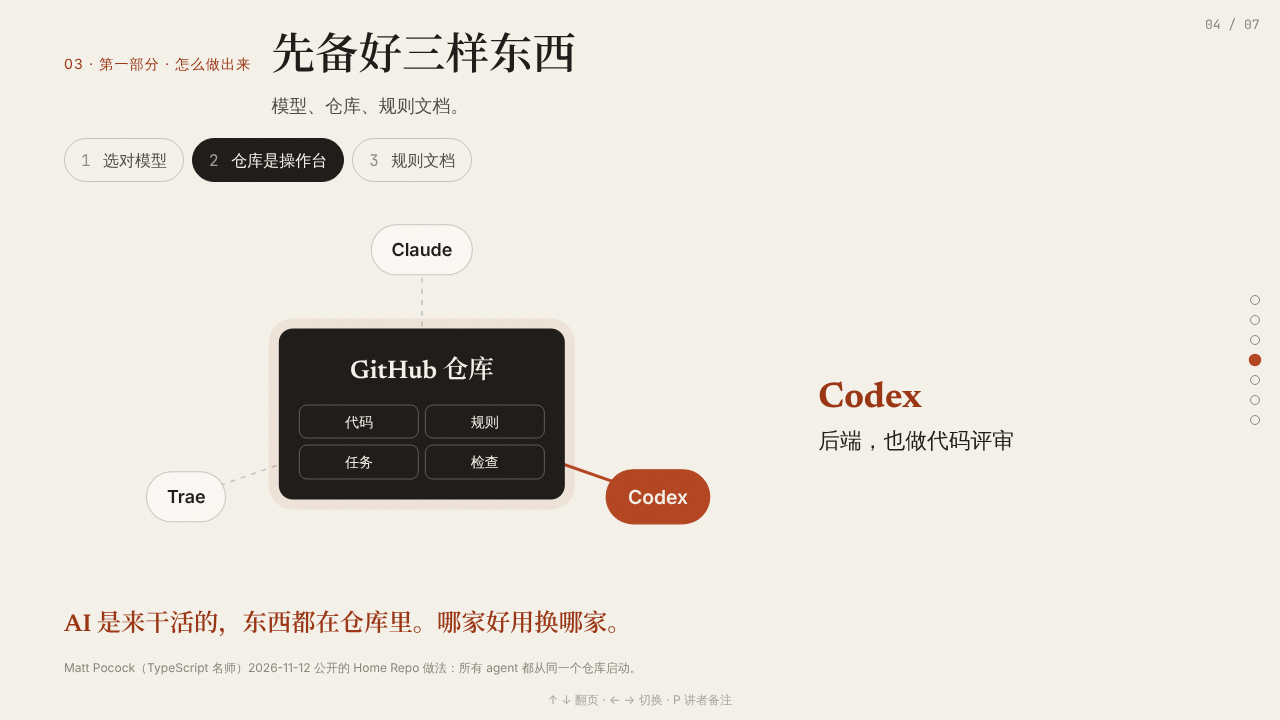 04 / 07
03 · 第一部分 · 怎么做出来
先备好三样东西
模型、仓库、规则文档。
1 选对模型
2 仓库是操作台
3 规则文档
Claude
GitHub 仓库
代码
规则
任务
检查
Trae
Codex
Codex
后端，也做代码评审
AI 是来干活的，东西都在仓库里。哪家好用换哪家。
Matt Pocock（TypeScript 名师）2026-11-12 公开的 Home Repo 做法：所有 agent 都从同一个仓库启动。
↑ ↓ 翻页 · ← → 切换 · P 讲者备注